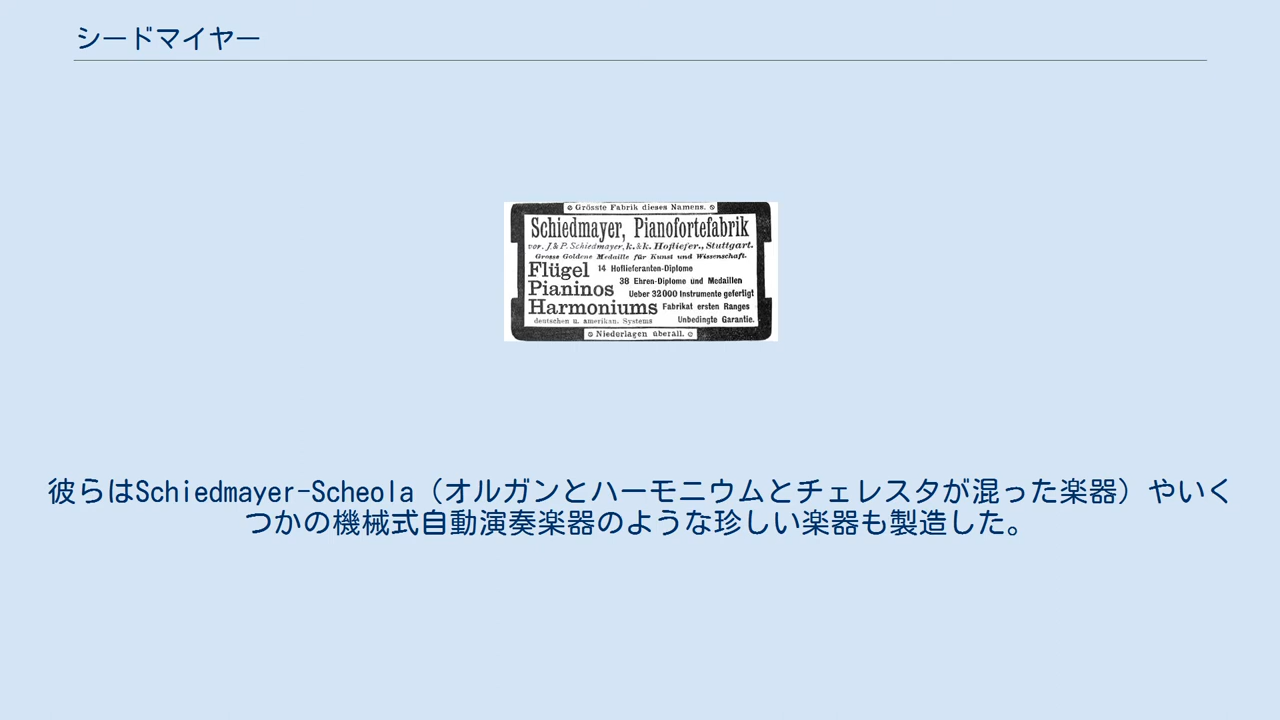 シードマイヤー
Grösste Fabrik dieses Namens.
Schiedmayer, Pianofortefabrik
vor. J. & P. Schiedmayer, k. & k. Hofliefer., Stuttgart.
Grosse Goldene Medaille für Kunst und Wissenschaft.
Flügel 14 Hoflieferanten-Diplome
38 Ehren-Diplome und Medaillen
Pianinos Ueber 32000 Instrumente gefertigt
Harmoniums Fabrikat ersten Ranges
deutschen u. amerikan. Systems Unbedingte Garantie.
Niederlagen überall.
彼らはSchiedmayer-Scheola（オルガンとハーモニウムとチェレスタが混った楽器）やいく
つかの機械式自動演奏楽器のような珍しい楽器も製造した。